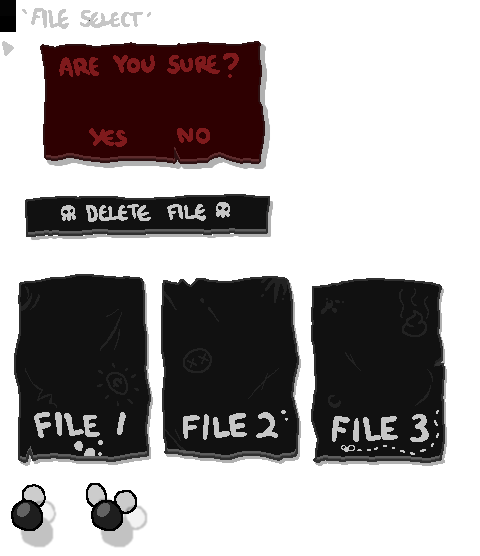 'FILE SELECT'
ARE YOU SURE?
YES NO
DELETE FILE
FILE 1 FILE 2 FILE 3